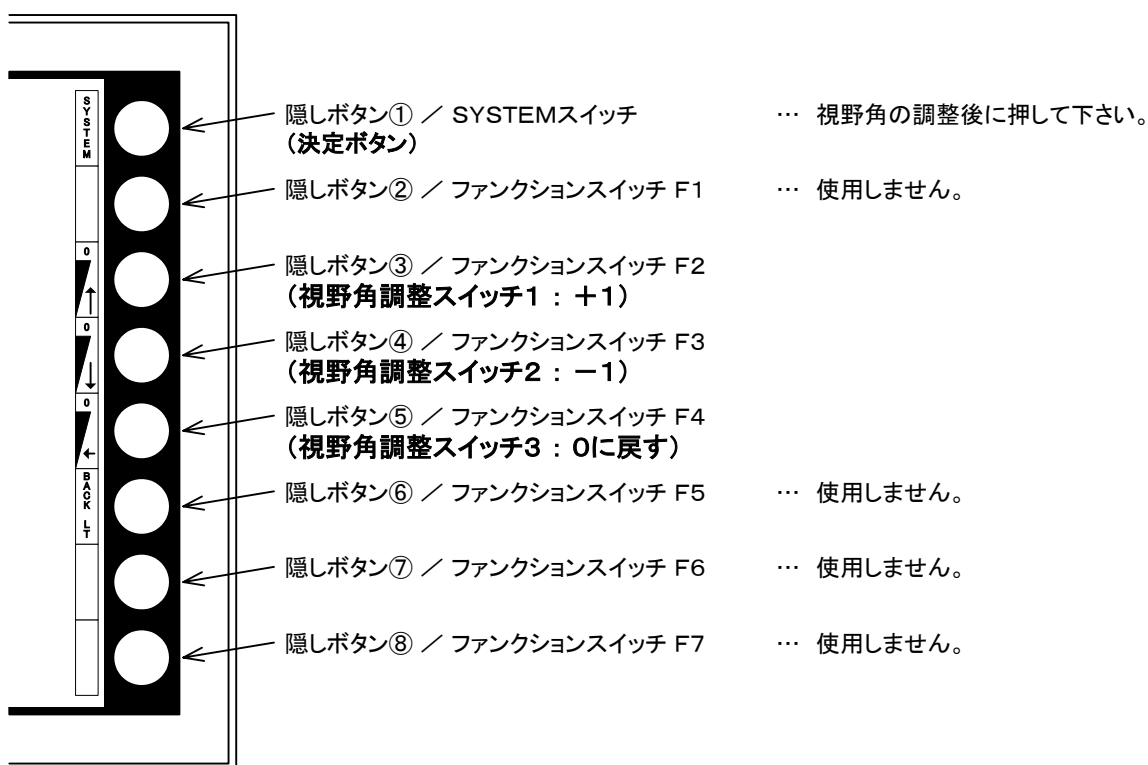 SYSTEM
隠しボタン① ／ SYSTEMスイッチ … 視野角の調整後に押して下さい。
（決定ボタン）
隠しボタン② ／ ファンクションスイッチ F1 … 使用しません。
0
隠しボタン③ ／ ファンクションスイッチ F2
（視野角調整スイッチ1 : ＋1）
0
隠しボタン④ ／ ファンクションスイッチ F3
（視野角調整スイッチ2 : －1）
0
隠しボタン⑤ ／ ファンクションスイッチ F4
（視野角調整スイッチ3 : 0に戻す）
BACK LT
隠しボタン⑥ ／ ファンクションスイッチ F5 … 使用しません。
隠しボタン⑦ ／ ファンクションスイッチ F6 … 使用しません。
隠しボタン⑧ ／ ファンクションスイッチ F7 … 使用しません。